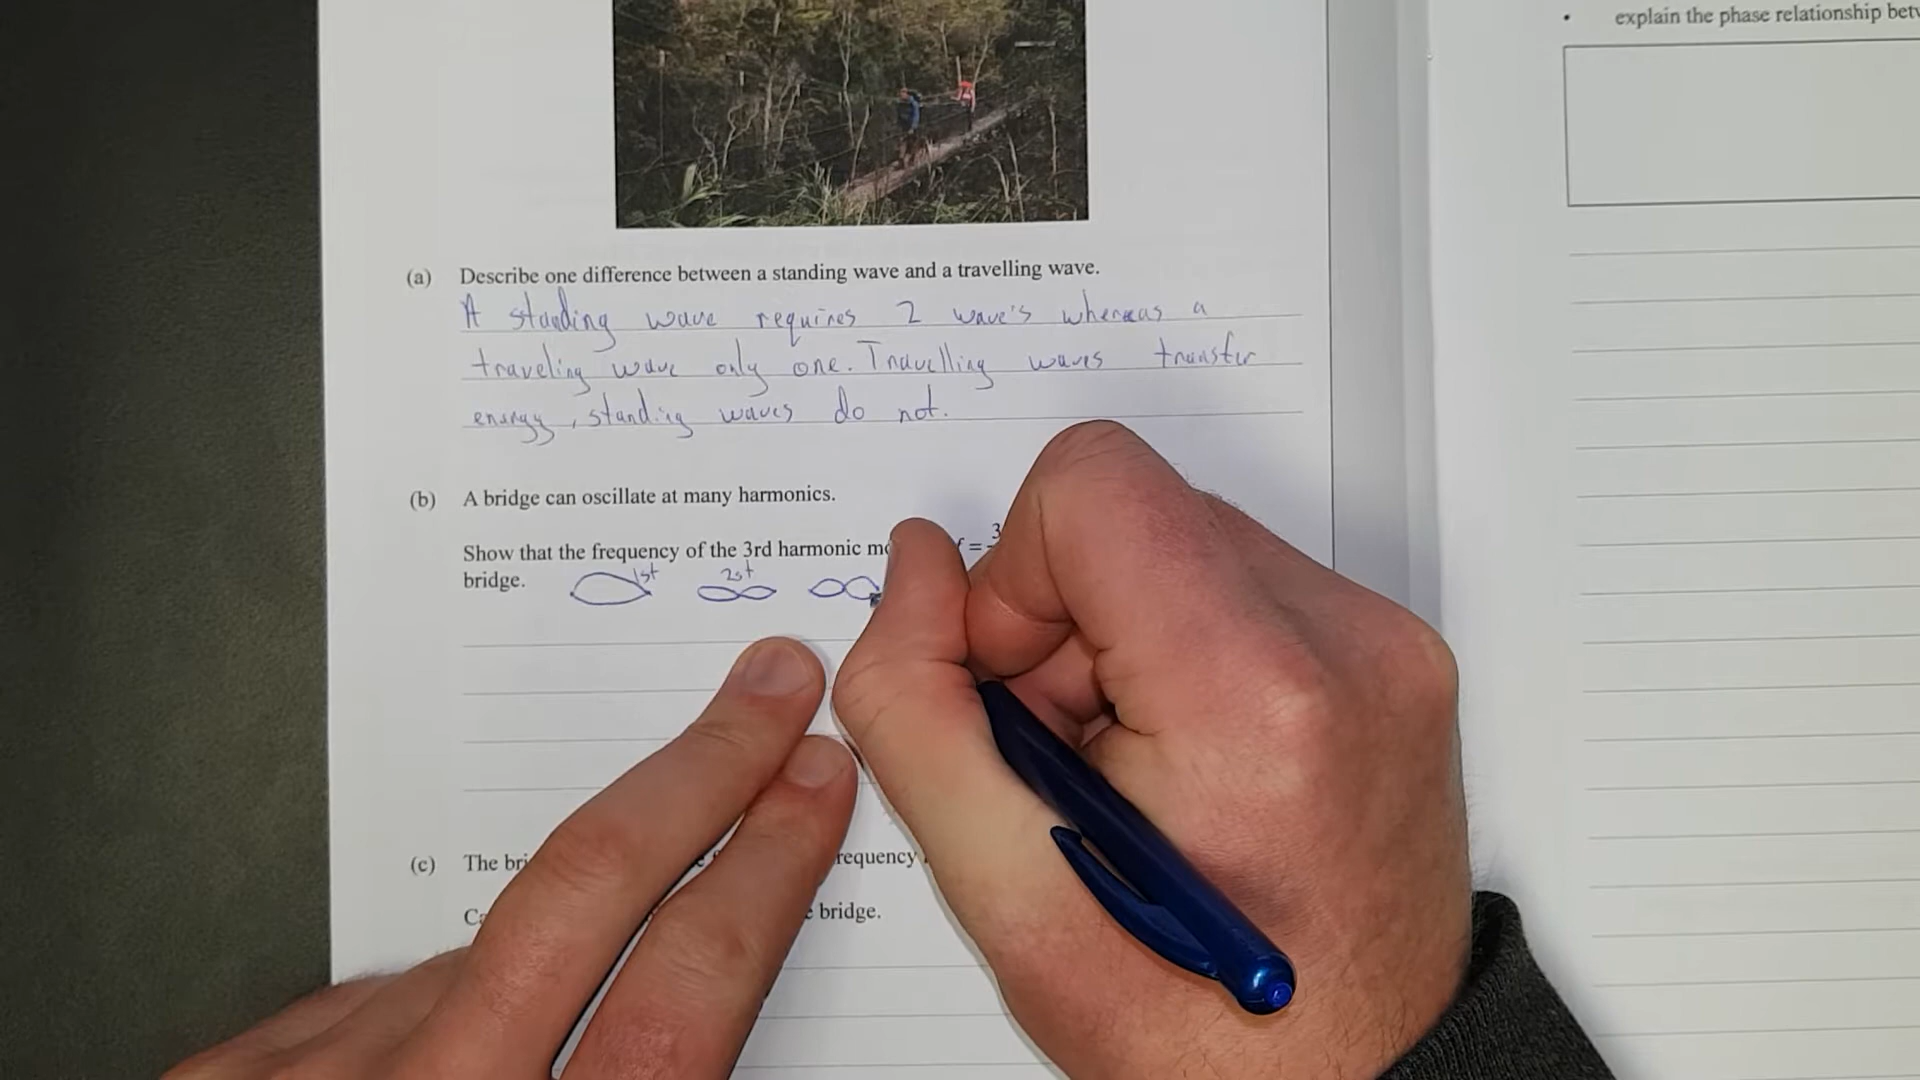 • explain the phase relationship
(a) Describe one difference between a standing wave and a travelling wave.
A standing wave requires 2 wave's whereas a
traveling wave only one. Travelling waves transfer
energy, standing waves do not.
(b) A bridge can oscillate at many harmonics.
Show that the frequency of the 3rd harmonic = 3
bridge. 1st 2st
(c) The requency
bridge.